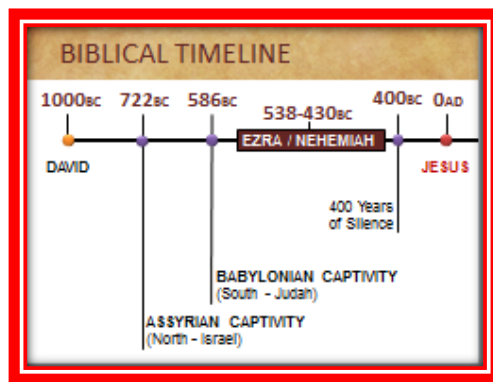 BIBLICAL TIMELINE
1000BC 722BC 586BC 538-430BC 400BC 0AD
EZRA / NEHEMIAH
DAVID
JESUS
400 Years
of Silence
BABYLONIAN CAPTIVITY
(South - Judah)
ASSYRIAN CAPTIVITY
(North - Israel)